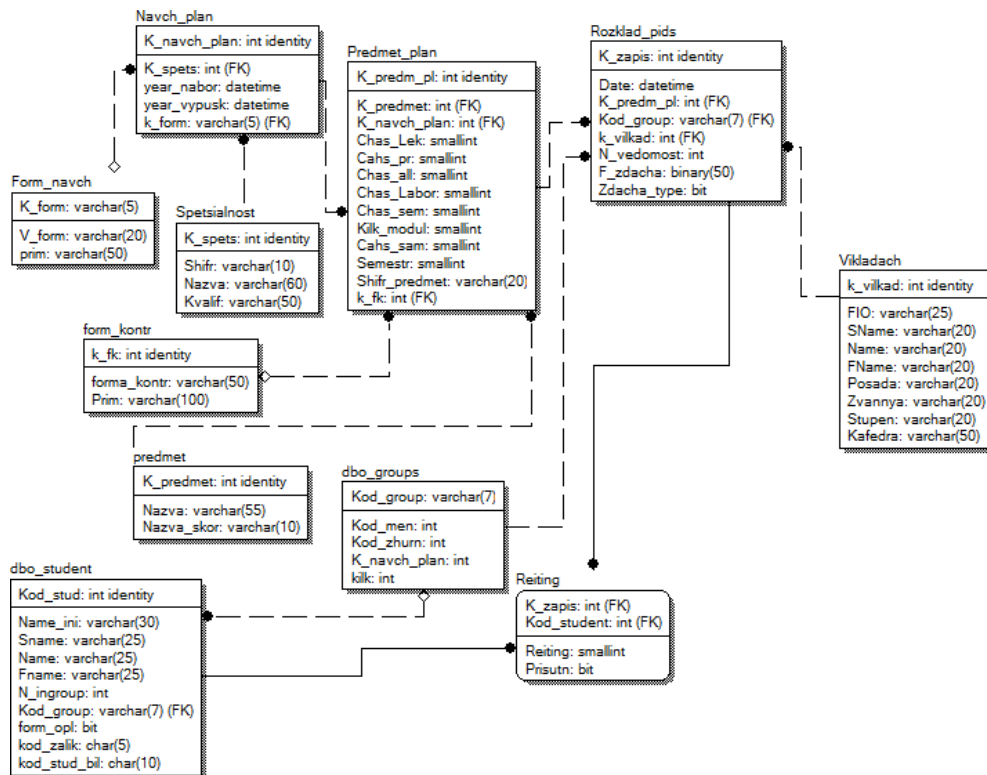 Navch_plan
K_navch_plan: int identity
K_spets: int (FK)
year_nabor: datetime
year_vypusk: datetime
k_form: varchar(5) (FK)
Predmet_plan
K_predm_pl: int identity
K_predmet: int (FK)
K_navch_plan: int (FK)
Chas_Lek: smallint
Cahs_pr: smallint
Chas_all: smallint
Chas_Labor: smallint
Chas_sem: smallint
Kilk_modul: smallint
Cahs_sam: smallint
Semestr: smallint
Shifr_predmet: varchar(20)
k_fk: int (FK)
Rozklad_pids
K_zapis: int identity
Date: datetime
K_predm_pl: int (FK)
Kod_group: varchar(7) (FK)
k_vilkad: int (FK)
N_vedomost: int
F_zdacha: binary(50)
Zdacha_type: bit
Form_navch
K_form: varchar(5)
V_form: varchar(20)
prim: varchar(50)
Spetsialnost
K_spets: int identity
Shifr: varchar(10)
Nazva: varchar(60)
Kvalif: varchar(50)
Vikladach
k_vilkad: int identity
FIO: varchar(25)
SName: varchar(20)
Name: varchar(20)
FName: varchar(20)
Posada: varchar(20)
Zvannya: varchar(20)
Stupen: varchar(20)
Kafedra: varchar(50)
form_kontr
k_fk: int identity
forma_kontr: varchar(50)
Prim: varchar(100)
predmet
K_predmet: int identity
Nazva: varchar(55)
Nazva_skor: varchar(10)
dbo_groups
Kod_group: varchar(7)
Kod_men: int
Kod_zhurn: int
K_navch_plan: int
kilk: int
dbo_student
Kod_stud: int identity
Name_ini: varchar(30)
Sname: varchar(25)
Name: varchar(25)
Fname: varchar(25)
N_ingroup: int
Kod_group: varchar(7) (FK)
form_opl: bit
kod_zalik: char(5)
kod_stud_bil: char(10)
Reiting
K_zapis: int (FK)
Kod_student: int (FK)
Reiting: smallint
Prisutn: bit